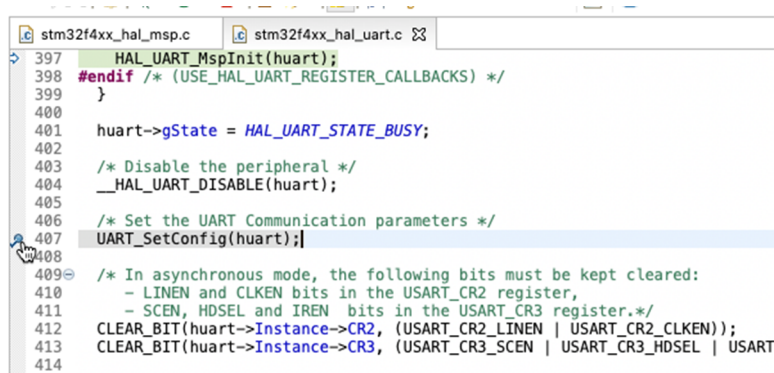 stm32f4xx_hal_msp.c stm32f4xx_hal_uart.c
397 HAL_UART_MspInit(huart);
398 #endif /* (USE_HAL_UART_REGISTER_CALLBACKS) */
399 }
400
401 huart->gState = HAL_UART_STATE_BUSY;
402
403 /* Disable the peripheral */
404 __HAL_UART_DISABLE(huart);
405
406 /* Set the UART Communication parameters */
407 UART_SetConfig(huart);
408
409 /* In asynchronous mode, the following bits must be kept cleared:
410 - LINEN and CLKEN bits in the USART_CR2 register,
411 - SCEN, HDSEL and IREN  bits in the USART_CR3 register.*/
412 CLEAR_BIT(huart->Instance->CR2, (USART_CR2_LINEN | USART_CR2_CLKEN));
413 CLEAR_BIT(huart->Instance->CR3, (USART_CR3_SCEN | USART_CR3_HDSEL | USART
414